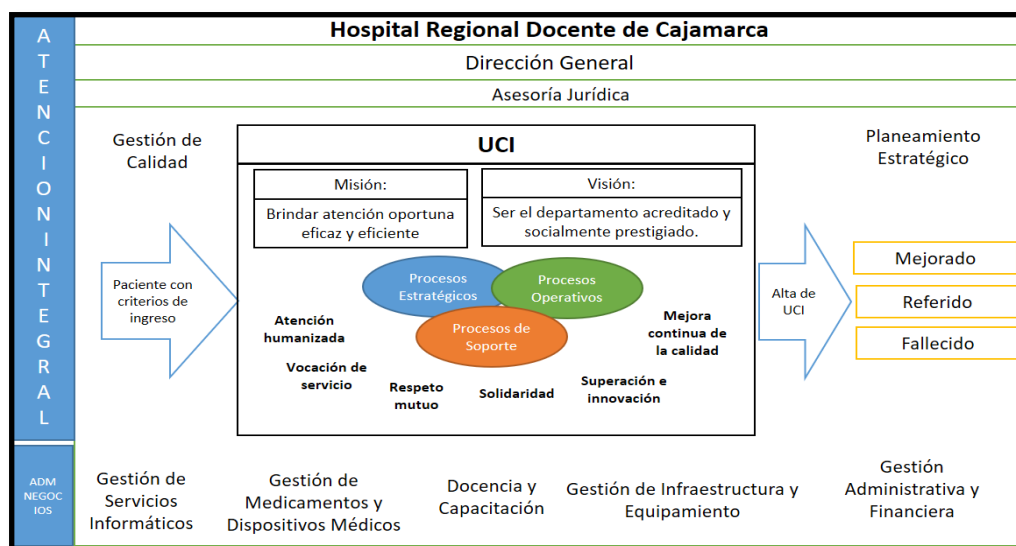 ATENCION INTEGRAL
Hospital Regional Docente de Cajamarca
Dirección General
Asesoría Jurídica
Gestión de
Calidad
UCI
Planeamiento
Estratégico
Misión:
Brindar atención oportuna
eficaz y eficiente
Visión:
Ser el departamento acreditado y
socialmente prestigiado.
Paciente con
criterios de
ingreso
Procesos
Estratégicos
Procesos
Operativos
Procesos de
Soporte
Atención
humanizada
Vocación de
servicio
Respeto
mutuo
Solidaridad
Superación e
innovación
Mejora
continua de
la calidad
Alta de
UCI
Mejorado
Referido
Fallecido
ADM
NEGOC
IOS
Gestión de
Servicios
Informáticos
Gestión de
Medicamentos y
Dispositivos Médicos
Docencia y
Capacitación
Gestión de Infraestructura y
Equipamiento
Gestión
Administrativa y
Financiera